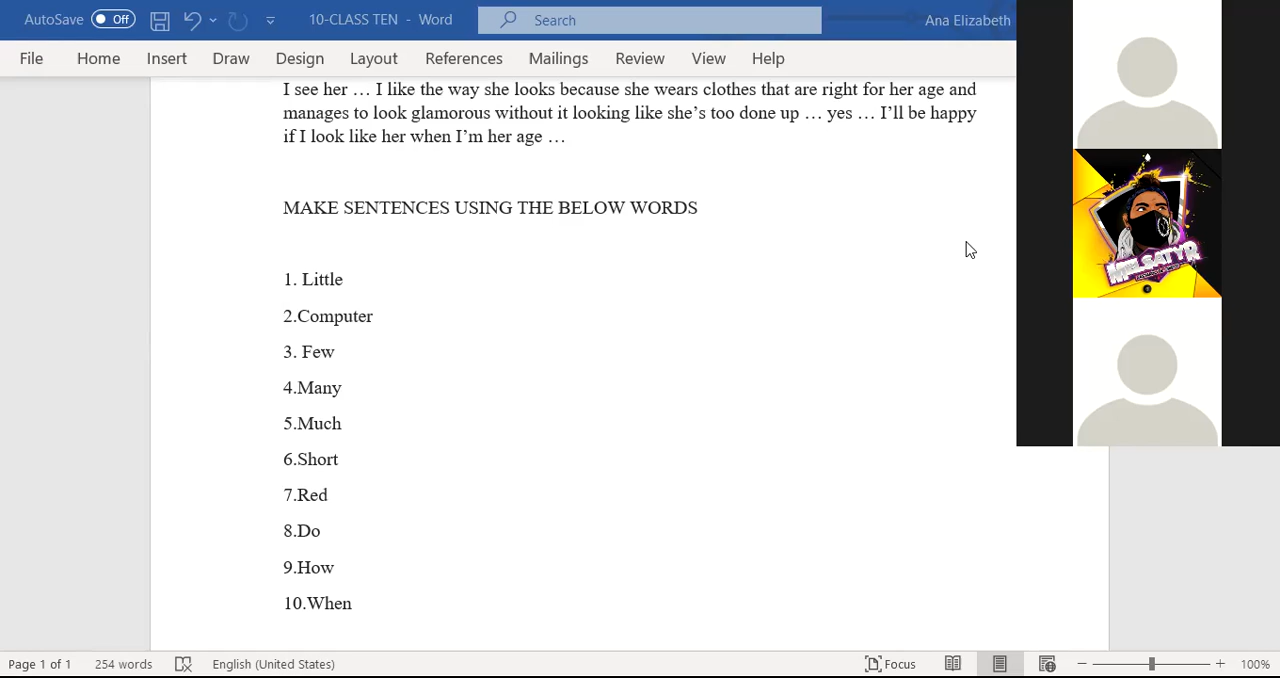 AutoSave Off 10-CLASS TEN - Word Search Ana Elizabeth
File Home Insert Draw Design Layout References Mailings Review View Help
I see her … I like the way she looks because she wears clothes that are right for her age and
manages to look glamorous without it looking like she's too done up … yes … I'll be happy
if I look like her when I'm her age …
MAKE SENTENCES USING THE BELOW WORDS
1. Little
2.Computer
3. Few
4.Many
5.Much
6.Short
7.Red
8.Do
9.How
10.When
MELSATYR
Page 1 of 1 254 words English (United States) Focus 100%